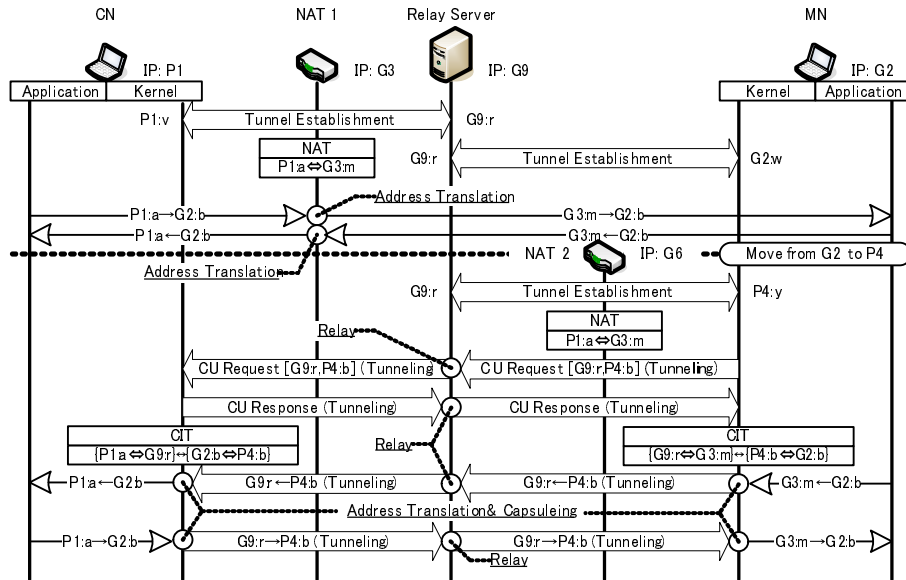 CN NAT 1 Relay Server MN
IP: P1 IP: G3 IP: G9 IP: G2
Application Kernel Kernel Application
P1:v Tunnel Establishment G9:r
NAT
P1:a⇔G3:m
G9:r Tunnel Establishment G2:w
Address Translation
P1:a→G2:b G3:m→G2:b
P1:a←G2:b G3:m←G2:b
NAT 2 IP: G6 Move from G2 to P4
Address Translation
G9:r Tunnel Establishment P4:y
NAT
P1:a⇔G3:m
Relay
CU Request [G9:r,P4:b] (Tunneling) CU Request [G9:r,P4:b] (Tunneling)
CU Response (Tunneling) CU Response (Tunneling)
CIT Relay CIT
{P1:a⇔G9:r}↔{G2:b⇔P4:b} {G9:r⇔G3:m}↔{P4:b⇔G2:b}
P1:a←G2:b G9:r←P4:b (Tunneling) G9:r←P4:b (Tunneling) G3:m←G2:b
Address Translation& Capsuleing
P1:a→G2:b G9:r→P4:b (Tunneling) G9:r→P4:b (Tunneling) G3:m→G2:b
Relay